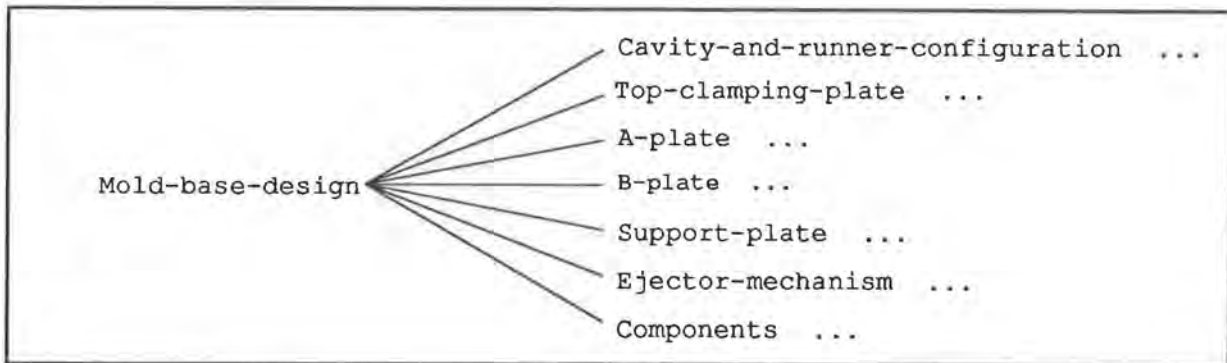 Cavity-and-runner-configuration ...
Top-clamping-plate ...
A-plate ...
Mold-base-design
B-plate ...
Support-plate ...
Ejector-mechanism ...
Components ...